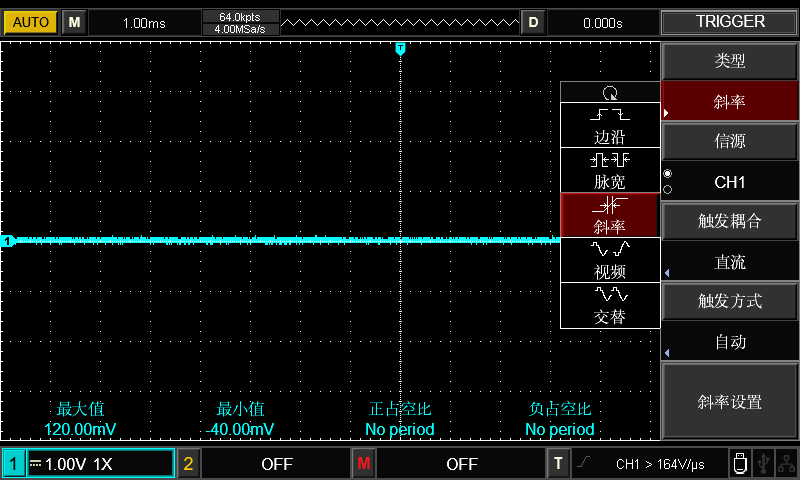 AUTO
M
1.00ms
64.0kpts
4.00MSa/s
D
0.000s
TRIGGER
T
类型
斜率
信源
CH1
触发耦合
直流
触发方式
自动
斜率设置
边沿
脉宽
斜率
视频
交替
1
最大值
最小值
正占空比
负占空比
120.00mV
-40.00mV
No period
No period
1
1.00V 1X
2
OFF
M
OFF
T
CH1 > 164V/μs